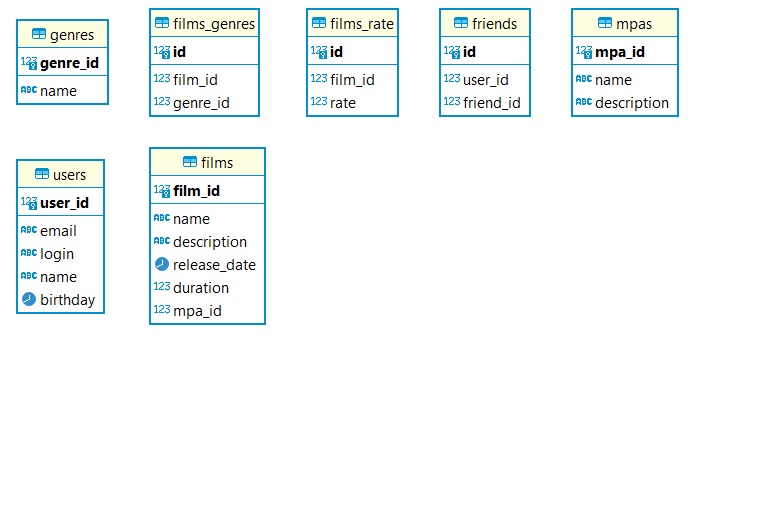 genres
123 genre_id
ABC name
films_genres
123 id
123 film_id
123 genre_id
films_rate
123 id
123 film_id
123 rate
friends
123 id
123 user_id
123 friend_id
mpas
123 mpa_id
ABC name
ABC description
users
123 user_id
ABC email
ABC login
ABC name
birthday
films
123 film_id
ABC name
ABC description
release_date
123 duration
123 mpa_id